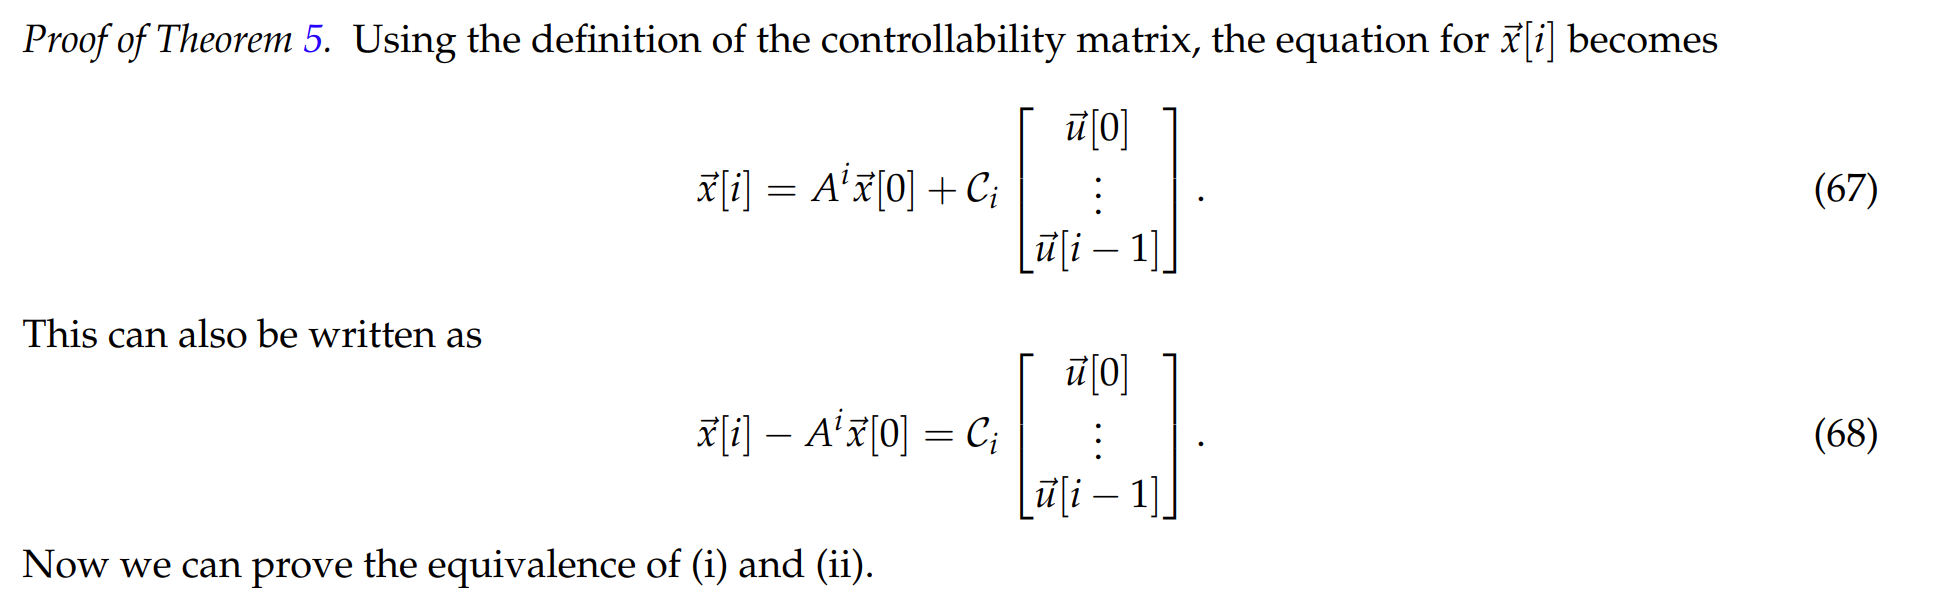 Proof of Theorem 5. Using the definition of the controllability matrix, the equation for $\vec{x}[i]$ becomes
$$\vec{x}[i] = A^i\vec{x}[0] + \mathcal{C}_i \begin{bmatrix} \vec{u}[0] \\ \vdots \\ \vec{u}[i-1] \end{bmatrix}. \quad (67)$$
This can also be written as
$$\vec{x}[i] - A^i\vec{x}[0] = \mathcal{C}_i \begin{bmatrix} \vec{u}[0] \\ \vdots \\ \vec{u}[i-1] \end{bmatrix}. \quad (68)$$
Now we can prove the equivalence of (i) and (ii).